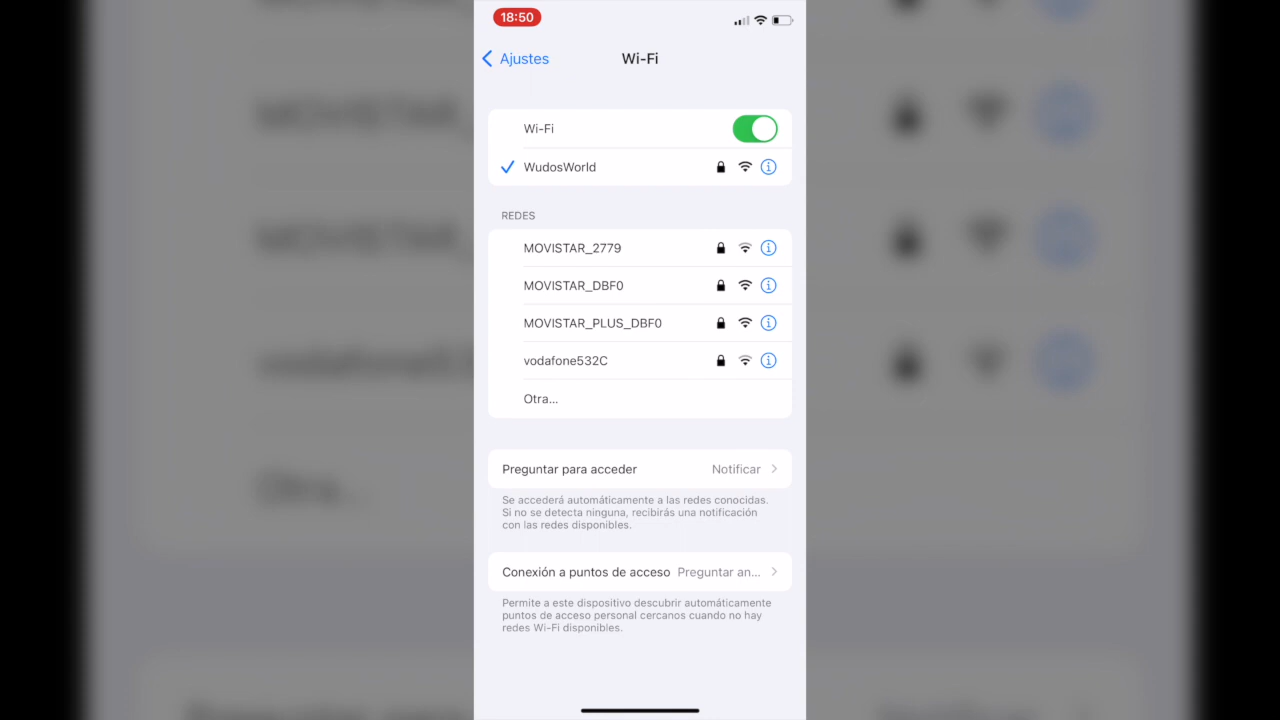 18:50
Ajustes
Wi-Fi
Wi-Fi
WudosWorld
REDES
MOVISTAR_2779
MOVISTAR_DBF0
MOVISTAR_PLUS_DBF0
vodafone532C
Otra...
Preguntar para acceder Notificar
Se accederá automáticamente a las redes conocidas.
Si no se detecta ninguna, recibirás una notificación
con las redes disponibles.
Conexión a puntos de acceso Preguntar an...
Permite a este dispositivo descubrir automáticamente
puntos de acceso personal cercanos cuando no hay
redes Wi-Fi disponibles.